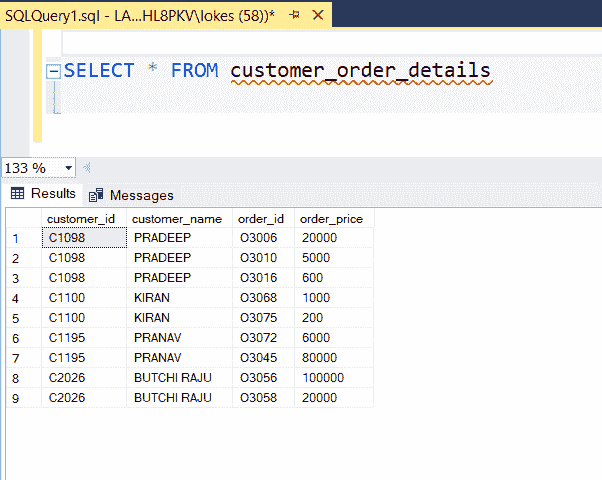 SQLQuery1.sql - LA...HL8PKV\lokes (58))*
SELECT * FROM customer_order_details
133 %
Results Messages
customer_id customer_name order_id order_price
1 C1098 PRADEEP O3006 20000
2 C1098 PRADEEP O3010 5000
3 C1098 PRADEEP O3016 600
4 C1100 KIRAN O3068 1000
5 C1100 KIRAN O3075 200
6 C1195 PRANAV O3072 6000
7 C1195 PRANAV O3045 80000
8 C2026 BUTCHI RAJU O3056 100000
9 C2026 BUTCHI RAJU O3058 20000